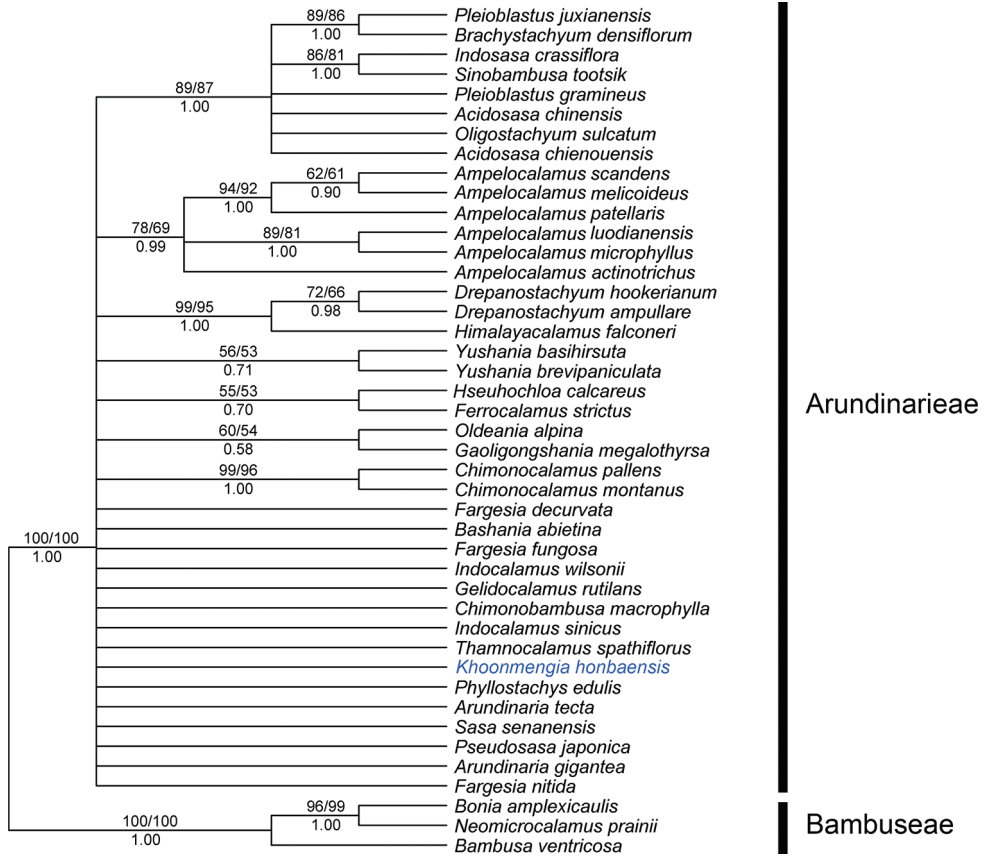 89/86
Pleioblastus juxianensis
1.00
Brachystachyum densiflorum
86/81
Indosasa crassiflora
1.00
Sinobambusa tootsik
89/87
Pleioblastus gramineus
1.00
Acidosasa chinensis
Oligostachyum sulcatum
Acidosasa chienouensis
62/61
Ampelocalamus scandens
94/92
0.90
Ampelocalamus melicoideus
1.00
Ampelocalamus patellaris
78/69
89/81
Ampelocalamus luodianensis
0.99
1.00
Ampelocalamus microphyllus
Ampelocalamus actinotrichus
72/66
Drepanostachyum hookerianum
99/95
0.98
Drepanostachyum ampullare
1.00
Himalayacalamus falconeri
56/53
Yushania basihirsuta
0.71
Yushania brevipaniculata
55/53
Hseuhochloa calcareus
0.70
Ferrocalamus strictus
Arundinarieae
60/54
Oldeania alpina
0.58
Gaoligongshania megalothyrsa
99/96
Chimonocalamus pallens
1.00
Chimonocalamus montanus
Fargesia decurvata
Bashania abietina
100/100
Fargesia fungosa
1.00
Indocalamus wilsonii
Gelidocalamus rutilans
Chimonobambusa macrophylla
Indocalamus sinicus
Thamnocalamus spathiflorus
Khoonmengia honbaensis
Phyllostachys edulis
Arundinaria tecta
Sasa senanensis
Pseudosasa japonica
Arundinaria gigantea
Fargesia nitida
96/99
Bonia amplexicaulis
100/100
1.00
Neomicrocalamus prainii
Bambuseae
1.00
Bambusa ventricosa